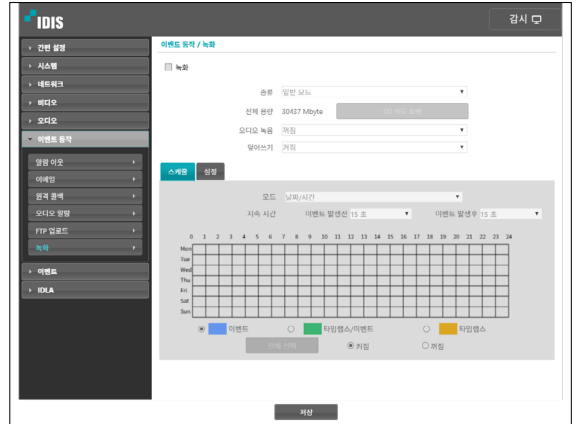 IDIS
감시
간편 설정
시스템
네트워크
비디오
오디오
이벤트 동작
알람 아웃
이메일
원격 콜백
오디오 알람
FTP 업로드
녹화
이벤트
IDLA
이벤트 동작 / 녹화
녹화
종류 일반 모드
전체 용량 30437 Mbyte
오디오 녹음 꺼짐
덮어쓰기 켜짐
스케줄 설정
모드 날짜/시간
지속 시간 이벤트 발생전 15 초 이벤트 발생후 15 초
0 1 2 3 4 5 6 7 8 9 10 11 12 13 14 15 16 17 18 19 20 21 22 23 24
Mon
Tue
Wed
Thu
Fri
Sat
Sun
이벤트 타임랩스/이벤트 타임랩스
전체 선택 켜짐 꺼짐
저장